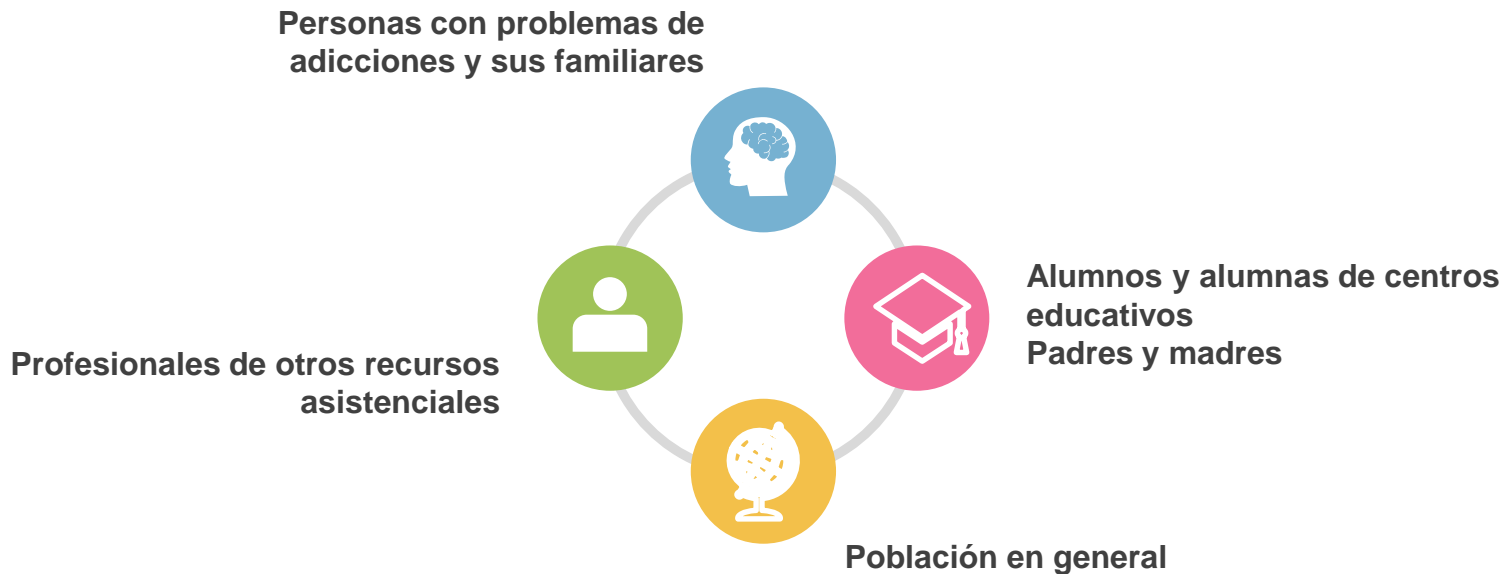 Personas con problemas de
adicciones y sus familiares
Alumnos y alumnas de centros
educativos
Padres y madres
Profesionales de otros recursos
asistenciales
Población en general